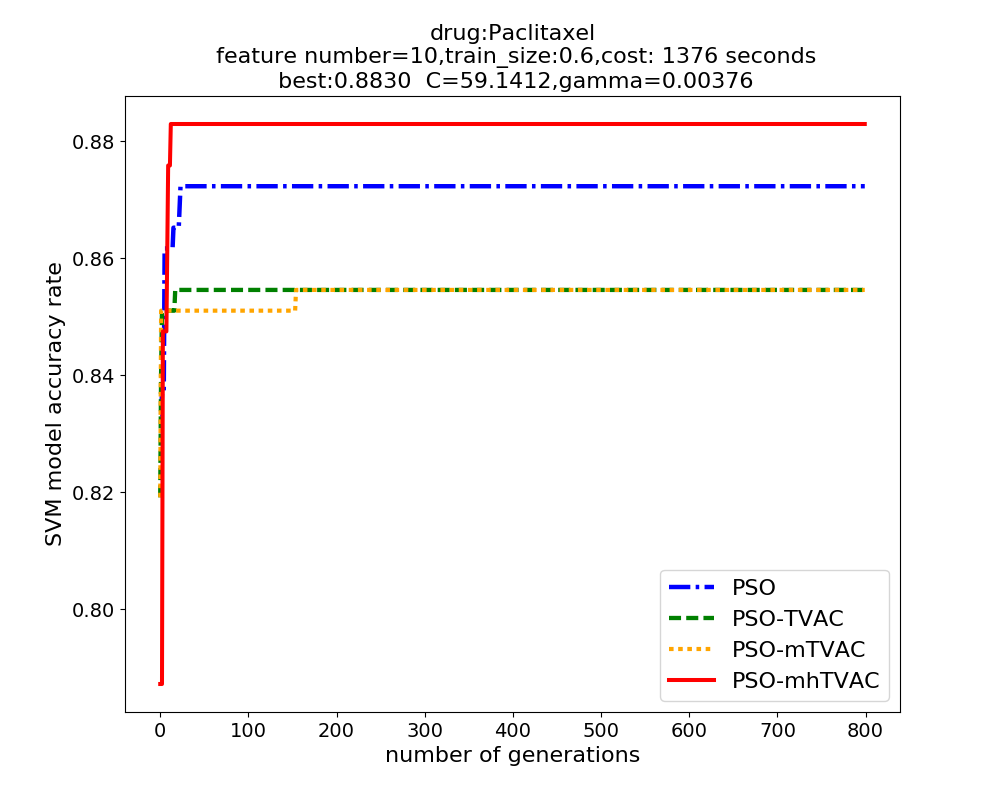 drug:Paclitaxel
feature number=10,train_size:0.6,cost: 1376 seconds
best:0.8830  C=59.1412,gamma=0.00376
SVM model accuracy rate
0.88
0.86
0.84
0.82
0.80
PSO
PSO-TVAC
PSO-mTVAC
PSO-mhTVAC
0 100 200 300 400 500 600 700 800
number of generations